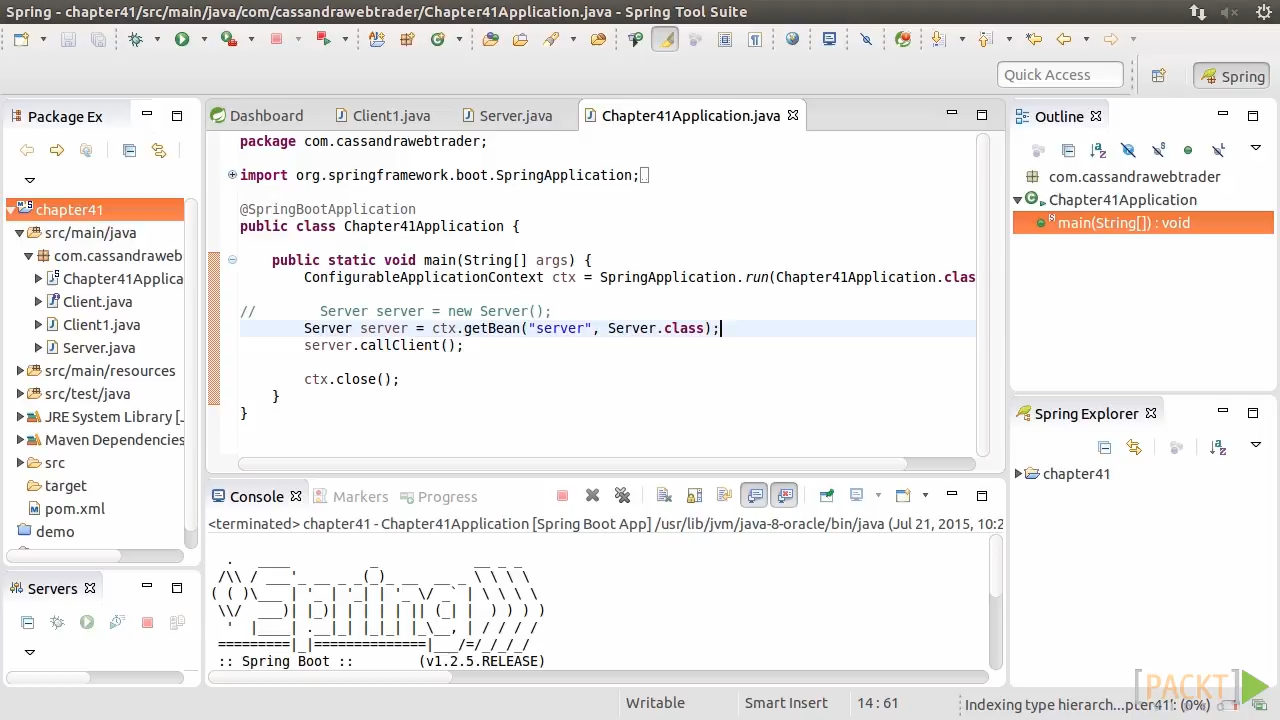 Spring - chapter41/src/main/java/com/cassandrawebtrader/Chapter41Application.java - Spring Tool Suite
Quick Access
Spring
Package Ex
chapter41
src/main/java
com.cassandraweb
Chapter41Applica
Client.java
Client1.java
Server.java
src/main/resources
src/test/java
JRE System Library [J
Maven Dependencies
src
target
pom.xml
demo
Servers
Dashboard
Client1.java
Server.java
Chapter41Application.java
package com.cassandrawebtrader;
import org.springframework.boot.SpringApplication;
@SpringBootApplication
public class Chapter41Application {
public static void main(String[] args) {
ConfigurableApplicationContext ctx = SpringApplication.run(Chapter41Application.clas
// Server server = new Server();
Server server = ctx.getBean("server", Server.class);
server.callClient();
ctx.close();
}
}
Console
Markers
Progress
<terminated> chapter41 - Chapter41Application [Spring Boot App] /usr/lib/jvm/java-8-oracle/bin/java (Jul 21, 2015, 10:2
Spring
:: Spring Boot :: (v1.2.5.RELEASE)
Outline
com.cassandrawebtrader
Chapter41Application
main(String[]) : void
Spring Explorer
chapter41
Writable
Smart Insert
14 : 61
Indexing type hierarch...pter41': (0%)
[PACKT]